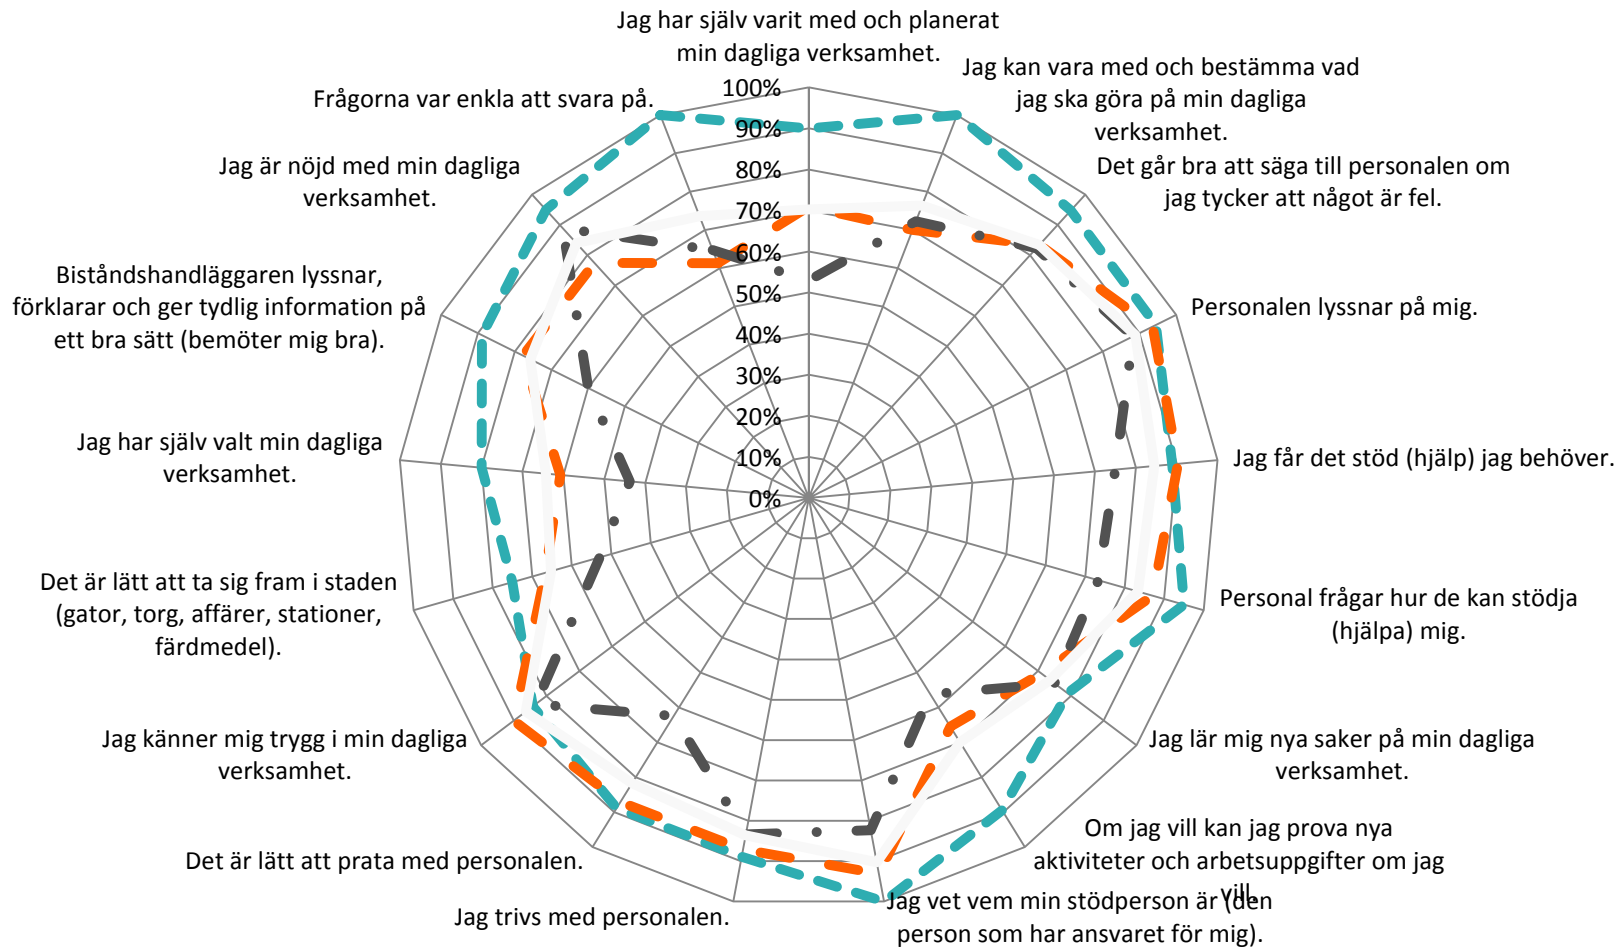 Jag har själv varit med och planerat
min dagliga verksamhet.
Jag kan vara med och bestämma vad
jag ska göra på min dagliga
verksamhet.
Det går bra att säga till personalen om
jag tycker att något är fel.
Personalen lyssnar på mig.
Jag får det stöd (hjälp) jag behöver.
Personal frågar hur de kan stödja
(hjälpa) mig.
Jag lär mig nya saker på min dagliga
verksamhet.
Om jag vill kan jag prova nya
aktiviteter och arbetsuppgifter om jag
vill.
Jag vet vem min stödperson är (den
person som har ansvaret för mig).
Jag trivs med personalen.
Det är lätt att prata med personalen.
Jag känner mig trygg i min dagliga
verksamhet.
Det är lätt att ta sig fram i staden
(gator, torg, affärer, stationer,
färdmedel).
Jag har själv valt min dagliga
verksamhet.
Biståndshandläggaren lyssnar,
förklarar och ger tydlig information på
ett bra sätt (bemöter mig bra).
Jag är nöjd med min dagliga
verksamhet.
Frågorna var enkla att svara på.
100%
90%
80%
70%
60%
50%
40%
30%
20%
10%
0%